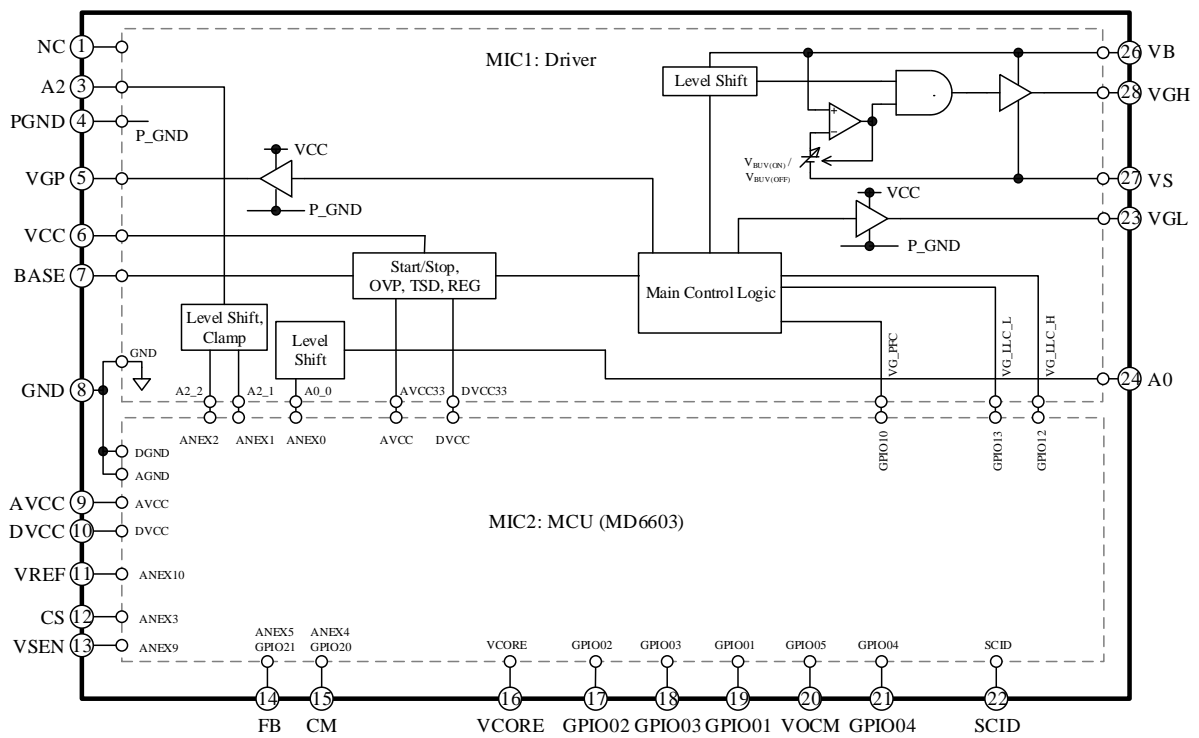 NC 1
MIC1: Driver
26 VB
A2 3
Level Shift
28 VGH
PGND 4
P_GND
+
−
VCC
V BUV(ON) /
V BUV(OFF)
VGP 5
27 VS
P_GND
VCC
23 VGL
VCC 6
P_GND
BASE 7
Start/Stop,
OVP, TSD, REG
Main Control Logic
Level Shift,
Clamp
Level
Shift
VG_PFC
VG_LLC_L
VG_LLC_H
GND
GND 8
24 A0
A2_2
A2_1
A0_0
AVCC33
DVCC33
ANEX2
ANEX1
ANEX0
AVCC
DVCC
GPIO10
GPIO13
GPIO12
DGND
AGND
AVCC 9 AVCC
MIC2: MCU (MD6603)
DVCC 10 DVCC
VREF 11 ANEX10
CS 12 ANEX3
VSEN 13 ANEX9
ANEX5
GPIO21
ANEX4
GPIO20
VCORE
GPIO02
GPIO03
GPIO01
GPIO05
GPIO04
SCID
14
15
16
17
18
19
20
21
22
FB
CM
VCORE
GPIO02
GPIO03
GPIO01
VOCM
GPIO04
SCID